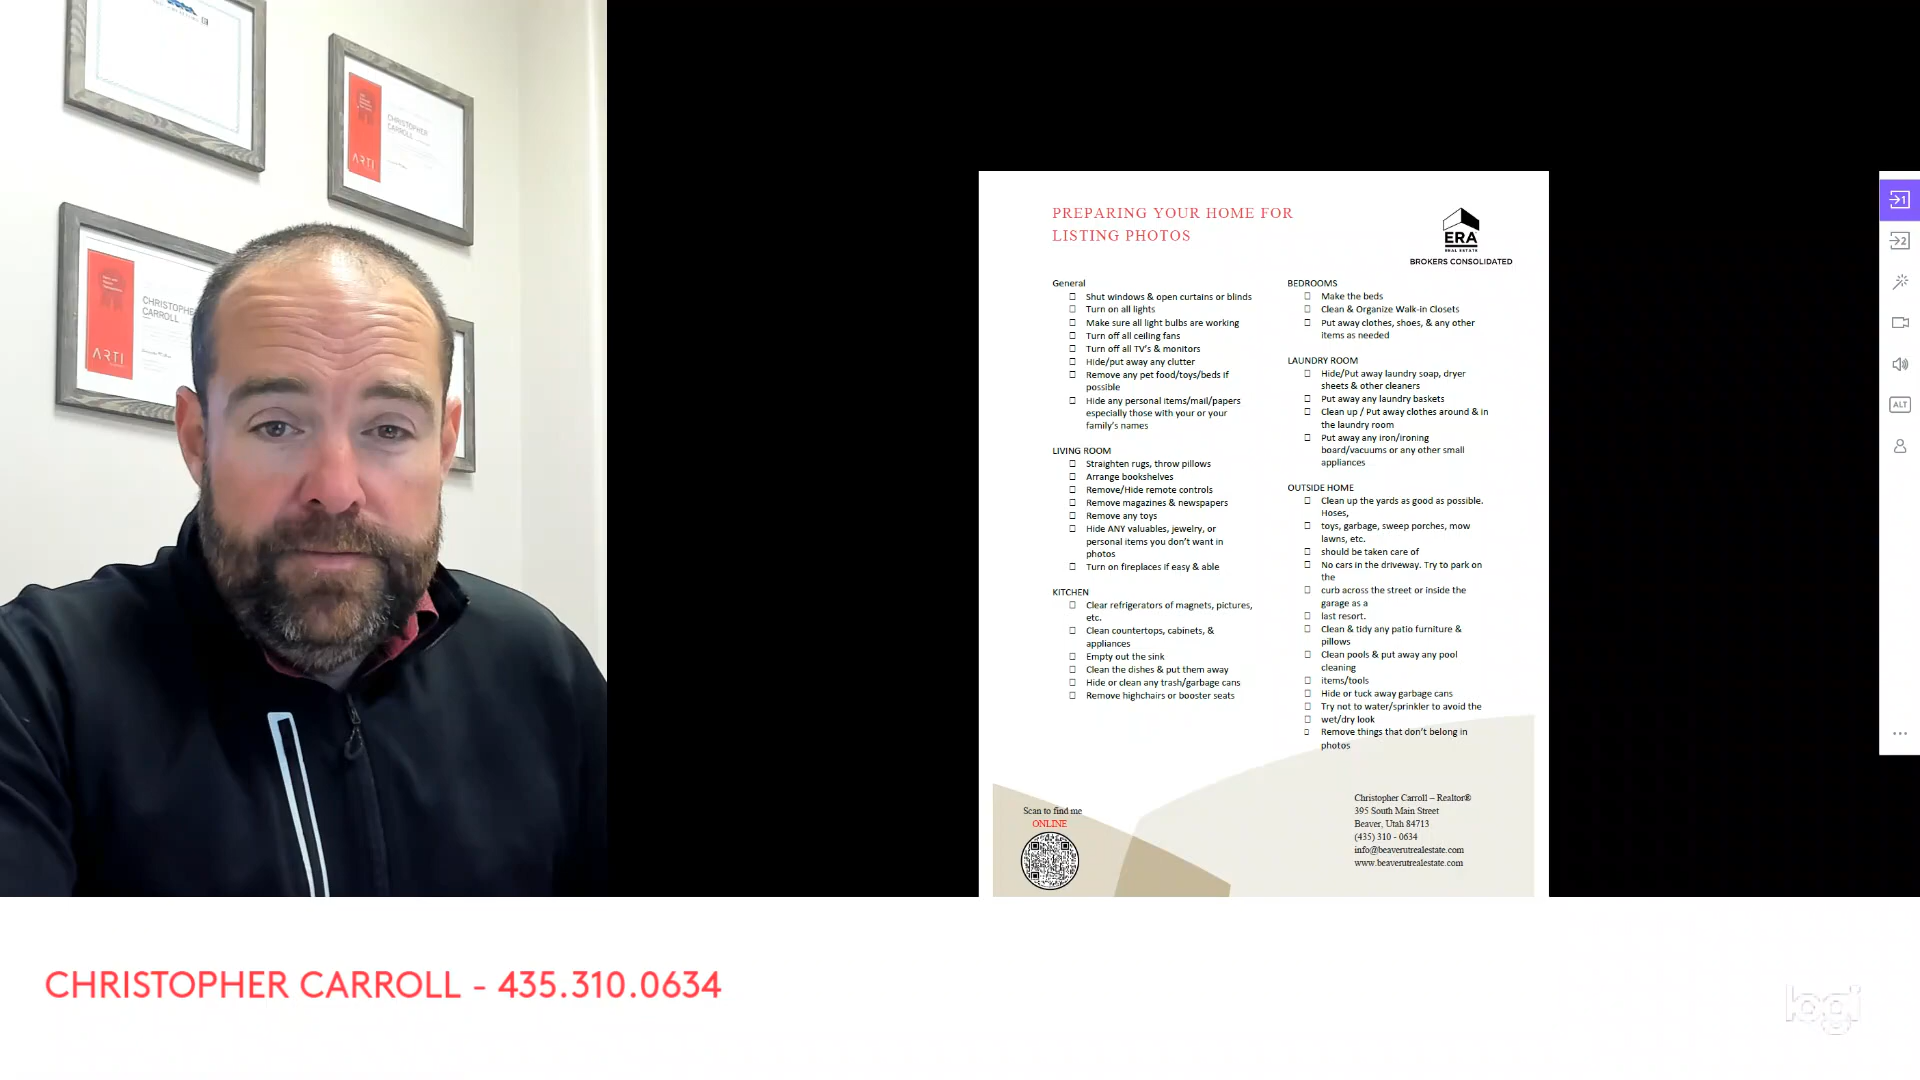 CHRISTOPHER
CARROLL
ARTI
CHRISTOPHER
CARROLL
ARTI
PREPARING YOUR HOME FOR
LISTING PHOTOS
ERA
REAL ESTATE
BROKERS CONSOLIDATED
General
Shut windows & open curtains or blinds
Turn on all lights
Make sure all light bulbs are working
Turn off all ceiling fans
Turn off all TV's & monitors
Hide/put away any clutter
Remove any pet food/toys/beds if
possible
Hide any personal items/mail/papers
especially those with your or your
family's names
LIVING ROOM
Straighten rugs, throw pillows
Arrange bookshelves
Remove/Hide remote controls
Remove magazines & newspapers
Remove any toys
Hide ANY valuables, jewelry, or
personal items you don't want in
photos
Turn on fireplaces if easy & able
KITCHEN
Clear refrigerators of magnets, pictures,
etc.
Clean countertops, cabinets, &
appliances
Empty out the sink
Clean the dishes & put them away
Hide or clean any trash/garbage cans
Remove highchairs or booster seats
BEDROOMS
Make the beds
Clean & Organize Walk-in Closets
Put away clothes, shoes, & any other
items as needed
LAUNDRY ROOM
Hide/Put away laundry soap, dryer
sheets & other cleaners
Put away any laundry baskets
Clean up / Put away clothes around & in
the laundry room
Put away any iron/ironing
board/vacuums or any other small
appliances
OUTSIDE HOME
Clean up the yards as good as possible.
Hoses,
toys, garbage, sweep porches, mow
lawns, etc.
should be taken care of
No cars in the driveway. Try to park on
the
curb across the street or inside the
garage as a
last resort.
Clean & tidy any patio furniture &
pillows
Clean pools & put away any pool
cleaning
items/tools
Hide or tuck away garbage cans
Try not to water/sprinkler to avoid the
wet/dry look
Remove things that don't belong in
photos
Scan to find me
ONLINE
Christopher Carroll – Realtor®
395 South Main Street
Beaver, Utah 84713
(435) 310 - 0634
info@beaverutrealestate.com
www.beaverutrealestate.com
1
2
ALT
CHRISTOPHER CARROLL - 435.310.0634
logi